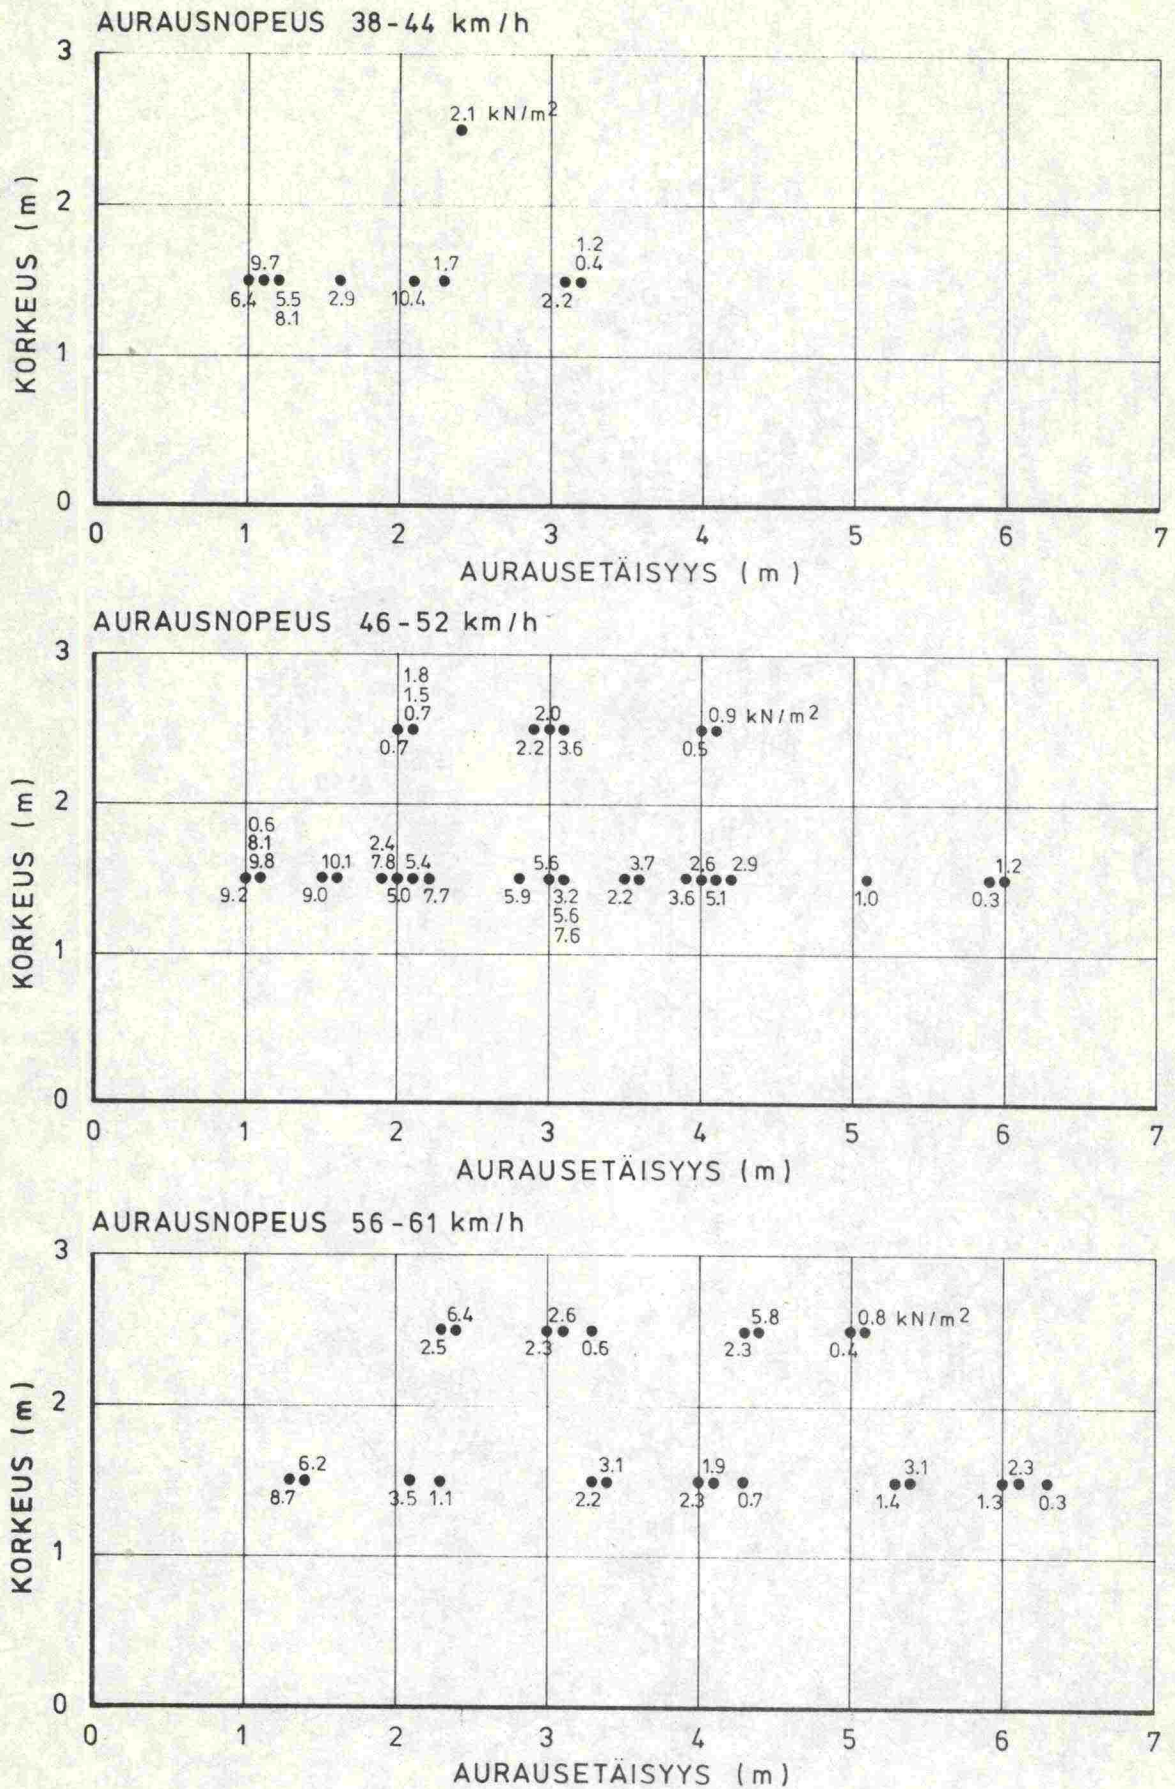 AURAUSNOPEUS 38-44 km/h
3
2.1 kN/m²
2
1.2
9.7 1.7 0.4
6.4 5.5 2.9 10.4 2.2
8.1
1
0
0 1 2 3 4 5 6 7
KORKEUS (m)
AURAUSETÄISYYS (m)
AURAUSNOPEUS 46-52 km/h
3
1.8
1.5
0.7 2.0 0.9 kN/m²
0.7 2.2 3.6 0.5
2
0.6
8.1 2.4
9.8 10.1 7.8 5.4 5.6 3.7 2.6 2.9 1.2
9.2 9.0 5.0 7.7 5.9 3.2 2.2 3.6 5.1 1.0 0.3
5.6
7.6
1
0
0 1 2 3 4 5 6 7
KORKEUS (m)
AURAUSETÄISYYS (m)
AURAUSNOPEUS 56-61 km/h
3
6.4 2.6 5.8 0.8 kN/m²
2.5 2.3 0.6 2.3 0.4
2
6.2 3.1 1.9 3.1 2.3
8.7 3.5 1.1 2.2 2.3 0.7 1.4 1.3 0.3
1
0
0 1 2 3 4 5 6 7
KORKEUS (m)
AURAUSETÄISYYS (m)